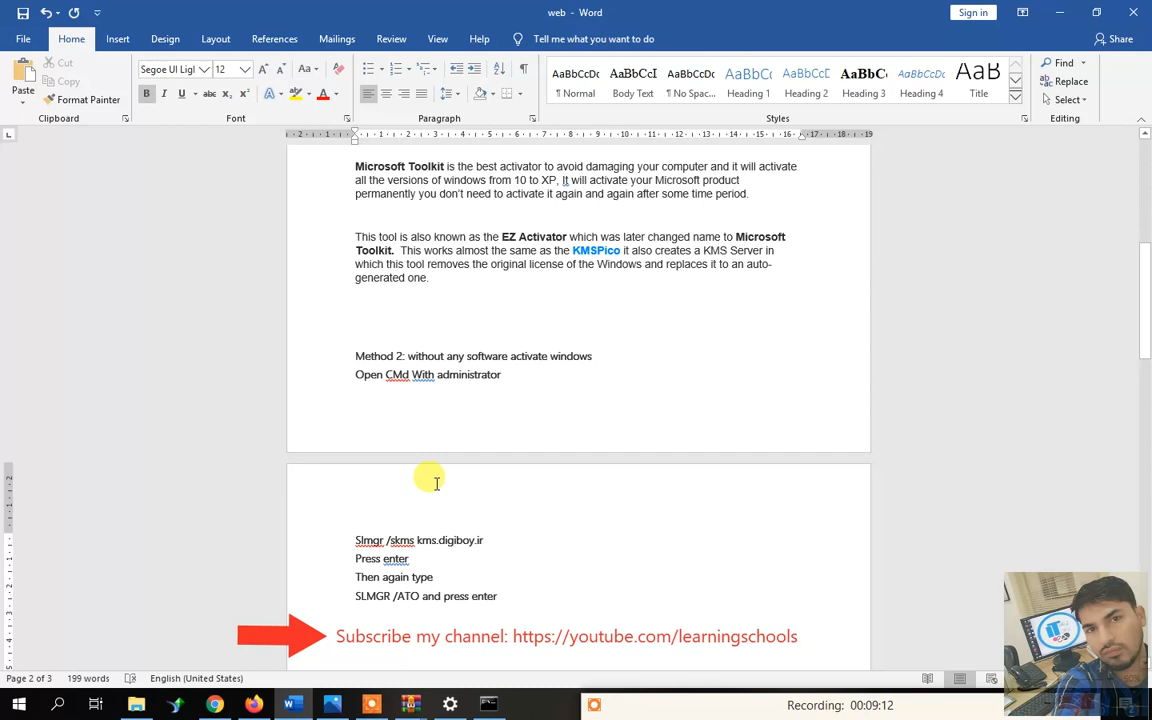 web - Word
Sign in
File Home Insert Design Layout References Mailings Review View Help Tell me what you want to do Share
Cut
Copy
Paste
Format Painter
Clipboard
Segoe UI Ligl 12
Font
Paragraph
AaBbCcDc AaBbCcI AaBbCcDc AaBbC( AaBbCcDc AaBbC AaBbCcDc AaB
¶ Normal Body Text ¶ No Spac... Heading 1 Heading 2 Heading 3 Heading 4 Title
Styles
Find
Replace
Select
Editing
Microsoft Toolkit is the best activator to avoid damaging your computer and it will activate
all the versions of windows from 10 to XP, It will activate your Microsoft product
permanently you don't need to activate it again and again after some time period.
This tool is also known as the EZ Activator which was later changed name to Microsoft
Toolkit. This works almost the same as the KMSPico it also creates a KMS Server in
which this tool removes the original license of the Windows and replaces it to an auto-
generated one.
Method 2: without any software activate windows
Open CMd With administrator
Slmgr /skms kms.digiboy.ir
Press enter
Then again type
SLMGR /ATO and press enter
Subscribe my channel: https://youtube.com/learningschools
Page 2 of 3 199 words English (United States)
Recording: 00:09:12